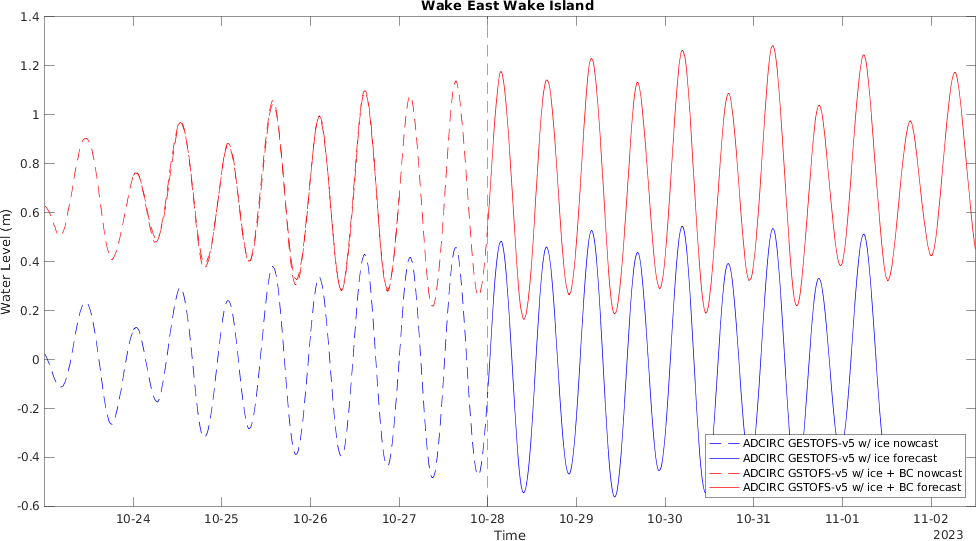 Wake East Wake Island
1.4
1.2
1
0.8
0.6
0.4
0.2
0
-0.2
-0.4
-0.6
Water Level (m)
ADCIRC GESTOFS-v5 w/ ice nowcast
ADCIRC GESTOFS-v5 w/ ice forecast
ADCIRC GSTOFS-v5 w/ ice + BC nowcast
ADCIRC GSTOFS-v5 w/ ice + BC forecast
10-24 10-25 10-26 10-27 10-28 10-29 10-30 10-31 11-01 11-02
Time
2023